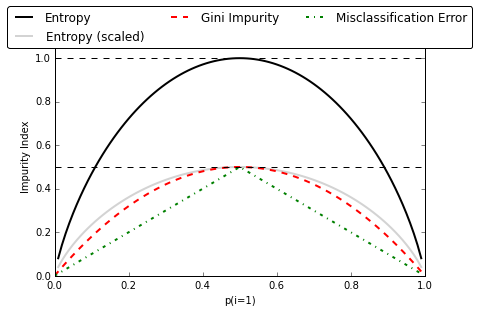 Entropy
Gini Impurity
Misclassification Error
Entropy (scaled)
1.0
0.8
0.6
0.4
0.2
0.0
Impurity Index
0.0 0.2 0.4 0.6 0.8 1.0
p(i=1)